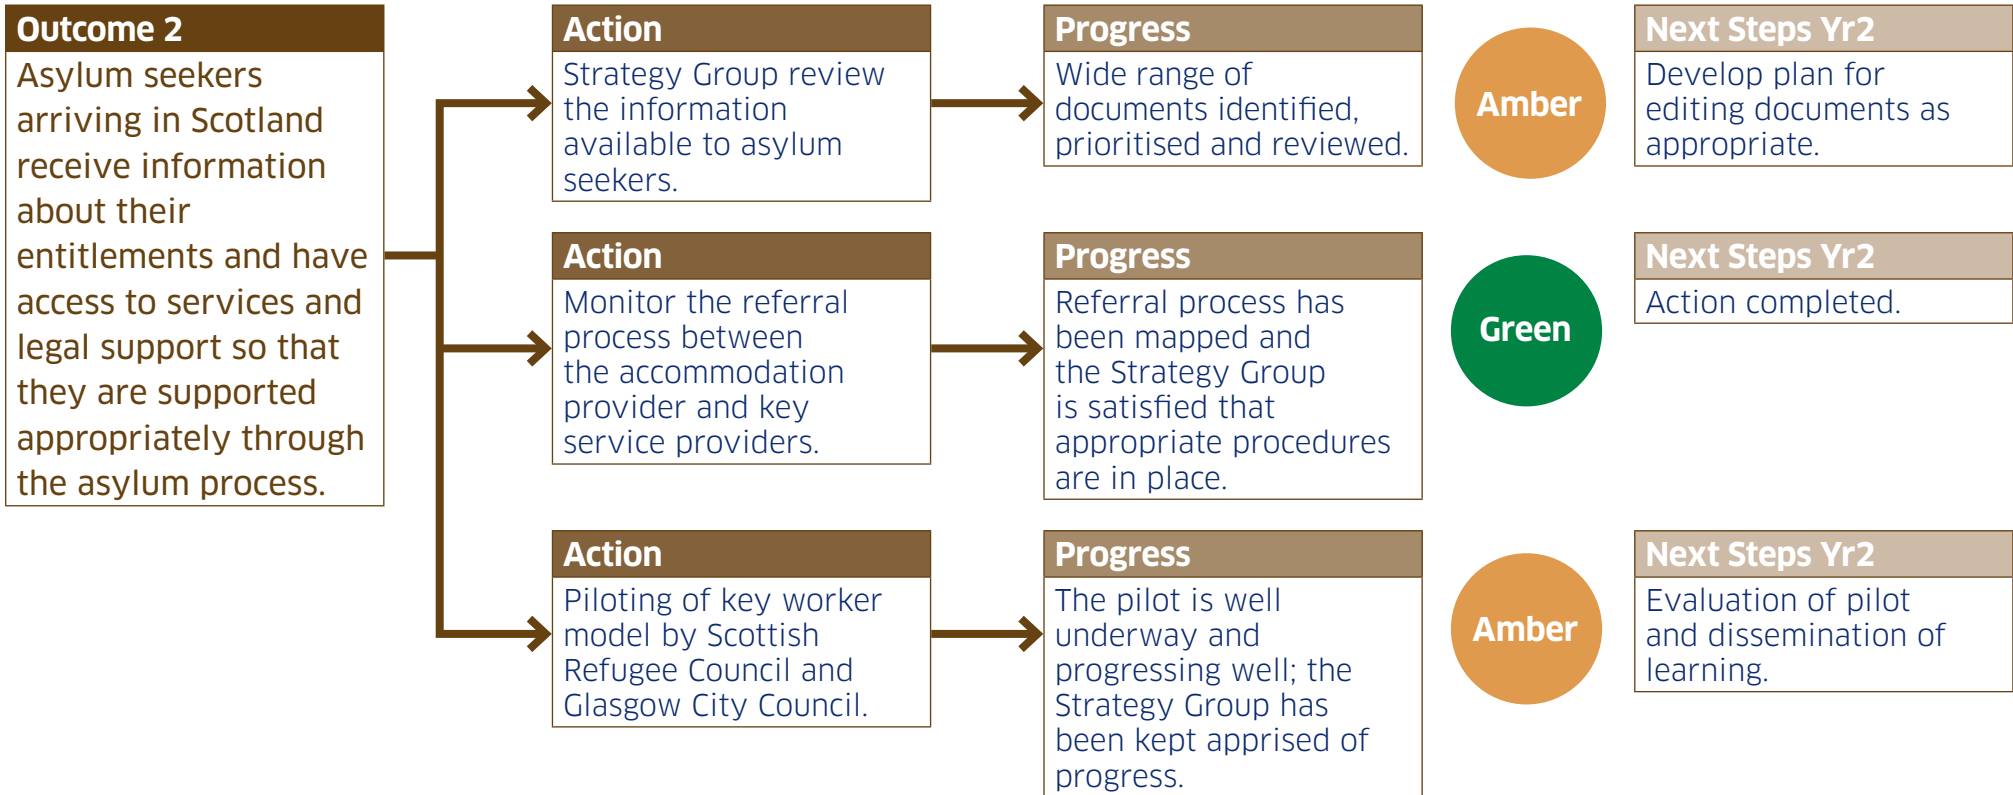 Outcome 2
Asylum seekers
arriving in Scotland
receive information
about their
entitlements and have
access to services and
legal support so that
they are supported
appropriately through
the asylum process.
Action
Strategy Group review
the information
available to asylum
seekers.
Progress
Wide range of
documents identified,
prioritised and reviewed.
Amber
Next Steps Yr2
Develop plan for
editing documents as
appropriate.
Action
Monitor the referral
process between
the accommodation
provider and key
service providers.
Progress
Referral process has
been mapped and
the Strategy Group
is satisfied that
appropriate procedures
are in place.
Green
Next Steps Yr2
Action completed.
Action
Piloting of key worker
model by Scottish
Refugee Council and
Glasgow City Council.
Progress
The pilot is well
underway and
progressing well; the
Strategy Group has
been kept apprised of
progress.
Amber
Next Steps Yr2
Evaluation of pilot
and dissemination of
learning.